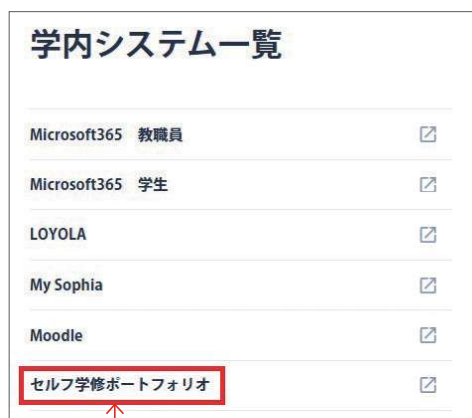 学内システム一覧
Microsoft365　教職員
Microsoft365　学生
LOYOLA
My Sophia
Moodle
セルフ学修ポートフォリオ